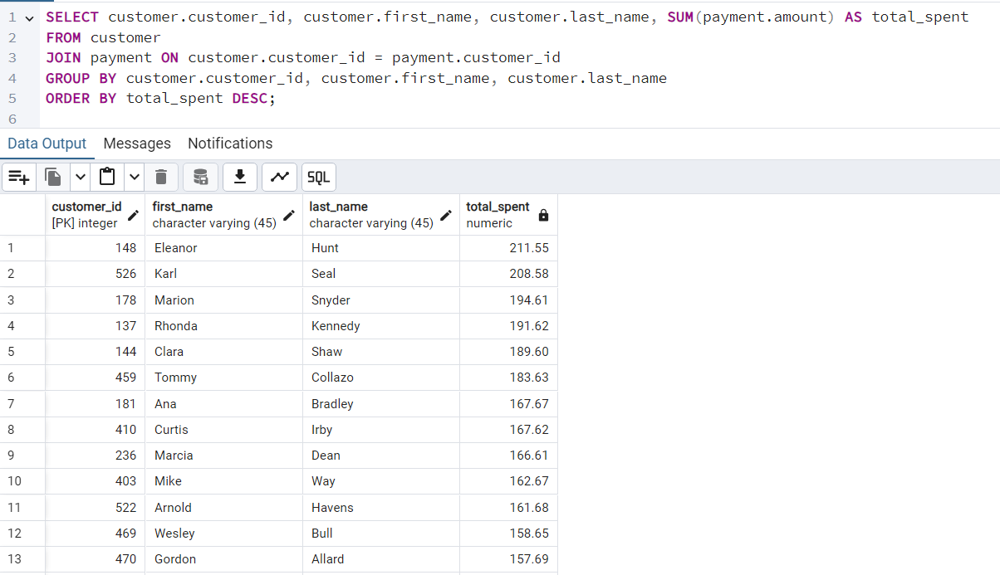 1 SELECT customer.customer_id, customer.first_name, customer.last_name, SUM(payment.amount) AS total_spent
2 FROM customer
3 JOIN payment ON customer.customer_id = payment.customer_id
4 GROUP BY customer.customer_id, customer.first_name, customer.last_name
5 ORDER BY total_spent DESC;
6
Data Output Messages Notifications
SQL
customer_id first_name last_name total_spent
[PK] integer character varying (45) character varying (45) numeric
1 148 Eleanor Hunt 211.55
2 526 Karl Seal 208.58
3 178 Marion Snyder 194.61
4 137 Rhonda Kennedy 191.62
5 144 Clara Shaw 189.60
6 459 Tommy Collazo 183.63
7 181 Ana Bradley 167.67
8 410 Curtis Irby 167.62
9 236 Marcia Dean 166.61
10 403 Mike Way 162.67
11 522 Arnold Havens 161.68
12 469 Wesley Bull 158.65
13 470 Gordon Allard 157.69